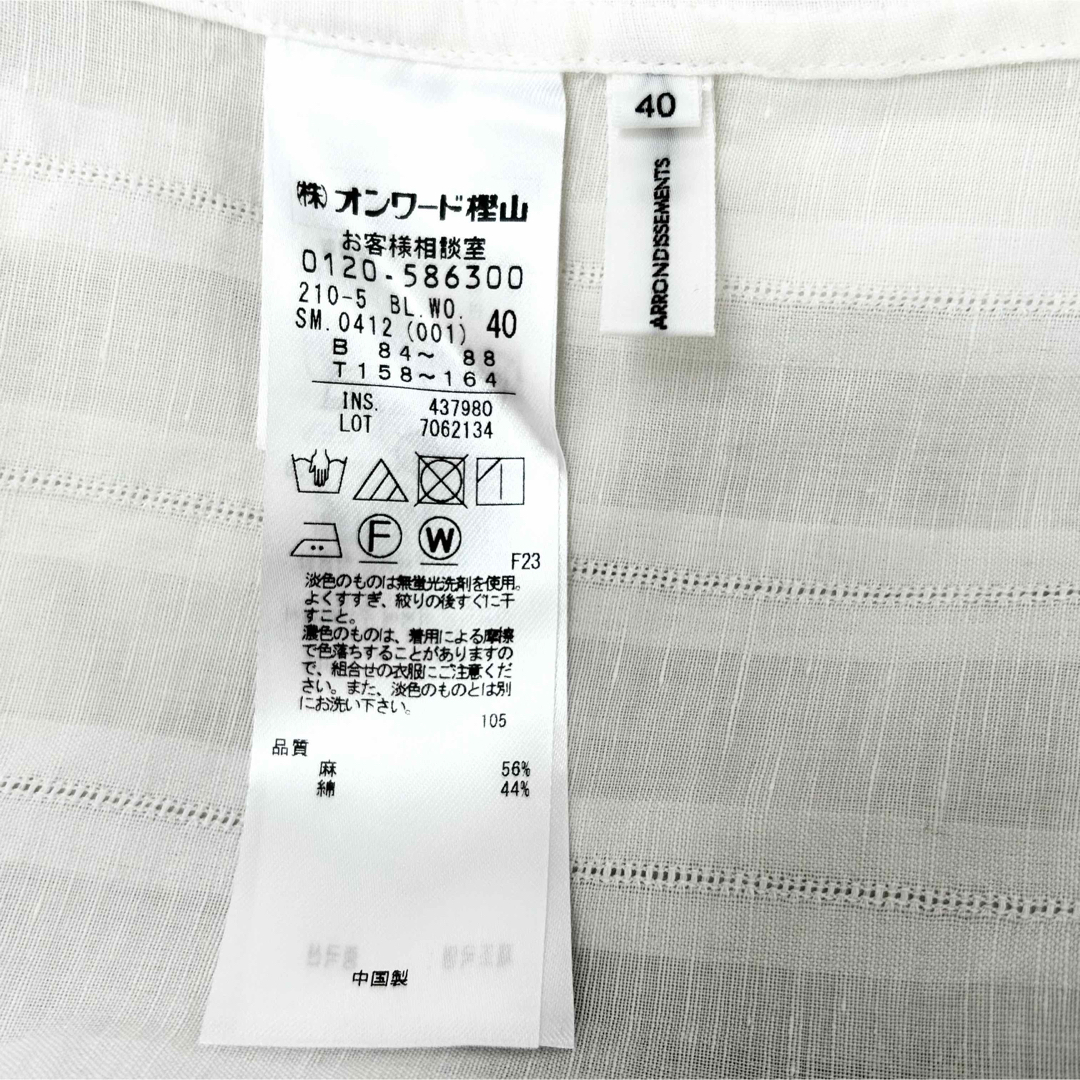 ㈱オンワード樫山
お客様相談室
0120-586300
210-5 BL.WO.
SM.0412 (001) 40
B 84～ 88
T 158～164
INS. 437980
LOT 7062134
F W
F23
淡色のものは無蛍光洗剤を使用。
よくすすぎ、絞りの後すぐに干
すこと。
濃色のものは、着用による摩擦
で色落ちすることがありますの
で、組合せの衣服にご注意くだ
さい。また、淡色のものとは別
にお洗い下さい。
105
品質
麻 56%
綿 44%
中国製
40
ARRONDISSEMENTS